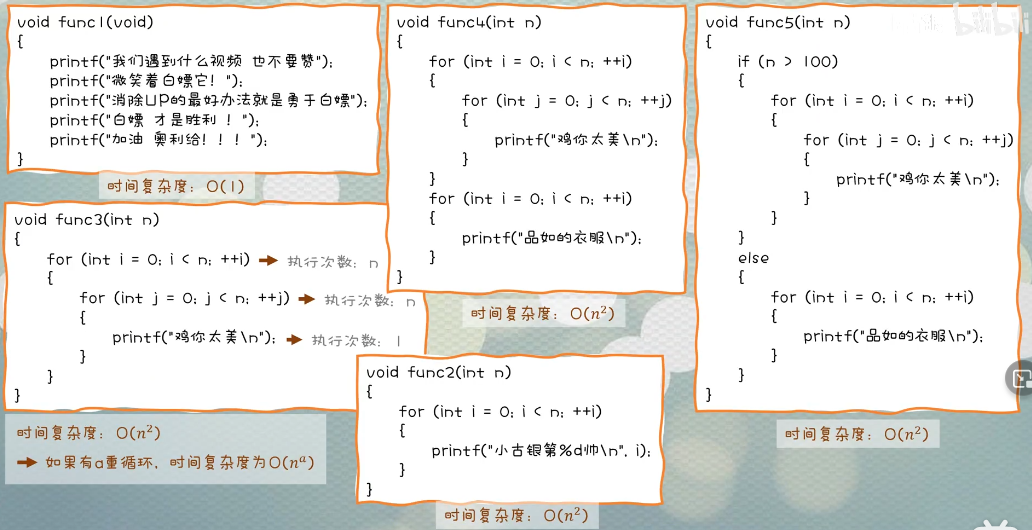 void func1(void)
{
printf("我们遇到什么视频 也不要赞");
printf("微笑着白嫖它！");
printf("消除UP的最好办法就是勇于白嫖");
printf("白嫖 才是胜利！");
printf("加油 奥利给！！！");
}
时间复杂度：O(1)
void func3(int n)
{
for (int i = 0; i < n; ++i) ➡ 执行次数：n
{
for (int j = 0; j < n; ++j) ➡ 执行次数：n
{
printf("鸡你太美\n"); ➡ 执行次数：1
}
}
}
时间复杂度：O(n²)
➡ 如果有a重循环，时间复杂度为O(nᵃ)
void func4(int n)
{
for (int i = 0; i < n; ++i)
{
for (int j = 0; j < n; ++j)
{
printf("鸡你太美\n");
}
}
for (int i = 0; i < n; ++i)
{
printf("品如的衣服\n");
}
}
时间复杂度：O(n²)
void func2(int n)
{
for (int i = 0; i < n; ++i)
{
printf("小古银第%d帅\n", i);
}
}
时间复杂度：O(n²)
void func5(int n)
{
if (n > 100)
{
for (int i = 0; i < n; ++i)
{
for (int j = 0; j < n; ++j)
{
printf("鸡你太美\n");
}
}
}
else
{
for (int i = 0; i < n; ++i)
{
printf("品如的衣服\n");
}
}
}
时间复杂度：O(n²)
bilibili